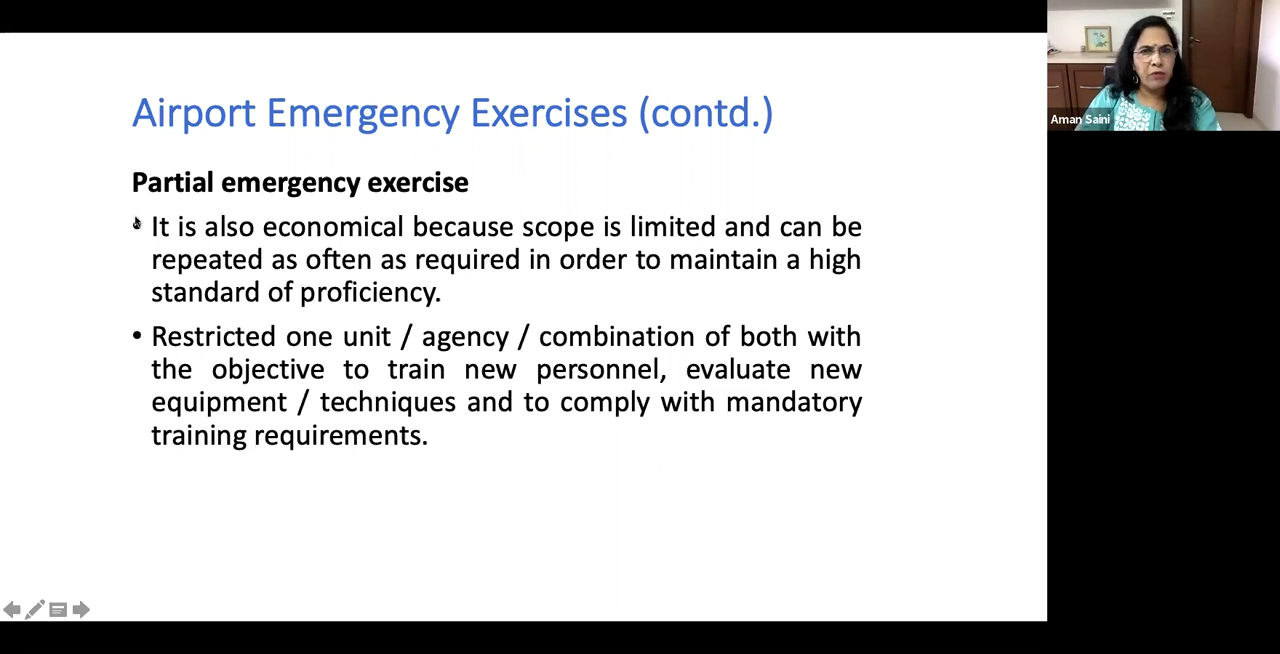 Airport Emergency Exercises (contd.)
Partial emergency exercise
It is also economical because scope is limited and can be
repeated as often as required in order to maintain a high
standard of proficiency.
• Restricted one unit / agency / combination of both with
the objective to train new personnel, evaluate new
equipment / techniques and to comply with mandatory
training requirements.
Aman Saini